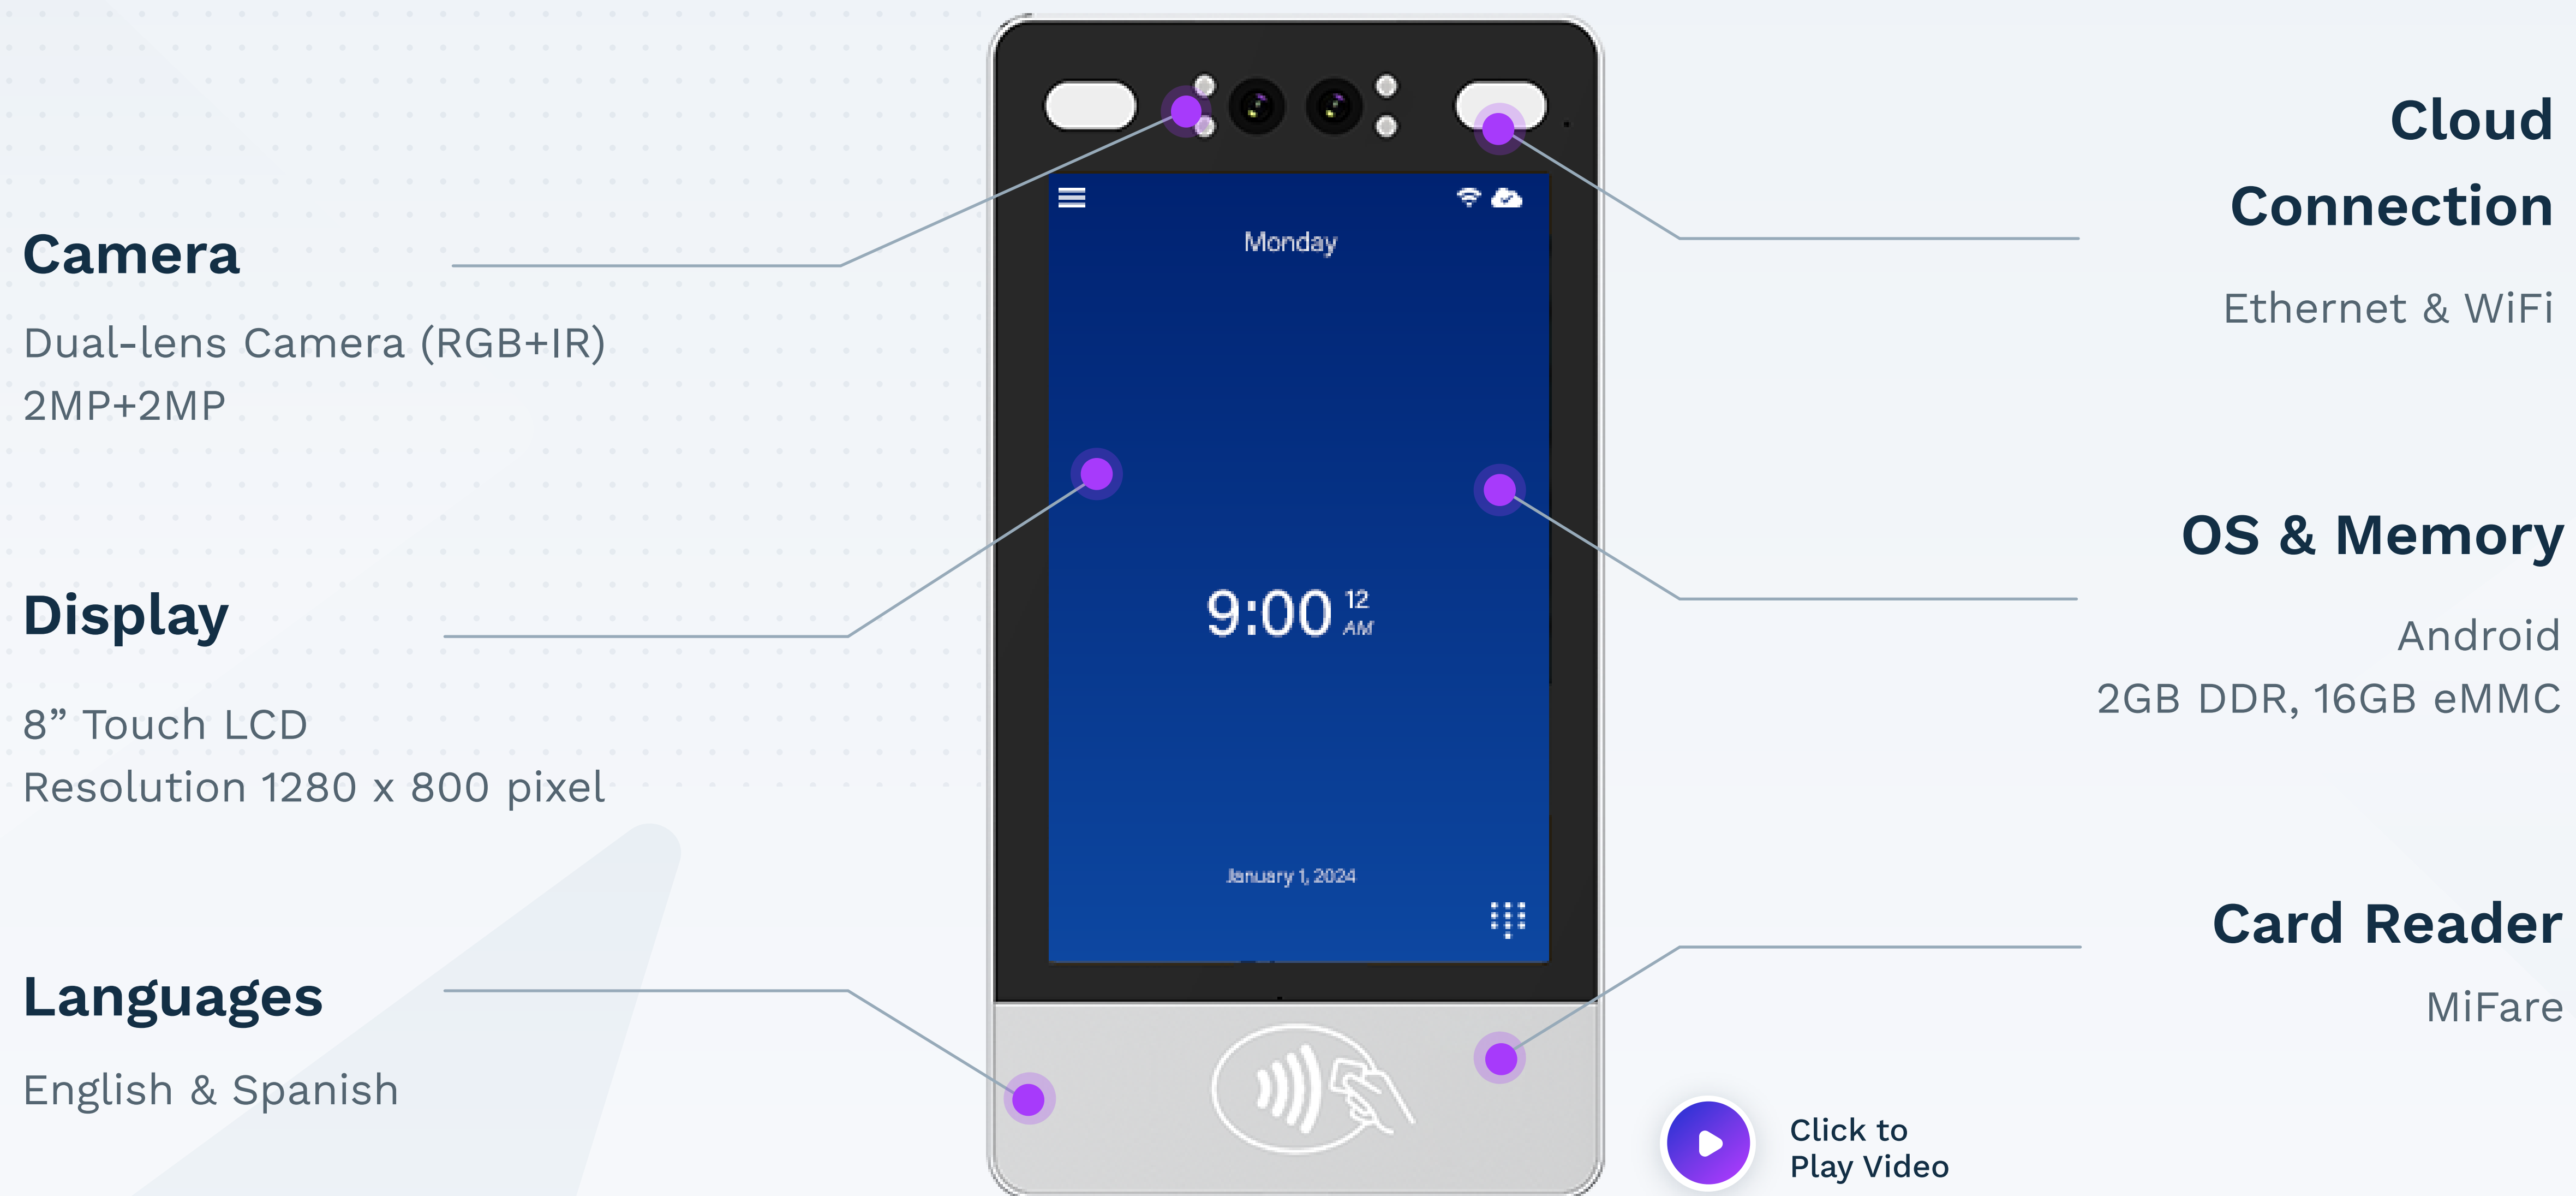 Camera
Dual-lens Camera (RGB+IR)
2MP+2MP
Display
8” Touch LCD
Resolution 1280 x 800 pixel
Languages
English & Spanish
Monday
9:00
12
AM
January 1, 2024
Cloud
Connection
Ethernet & WiFi
OS & Memory
Android
2GB DDR, 16GB eMMC
Card Reader
MiFare
Click to
Play Video